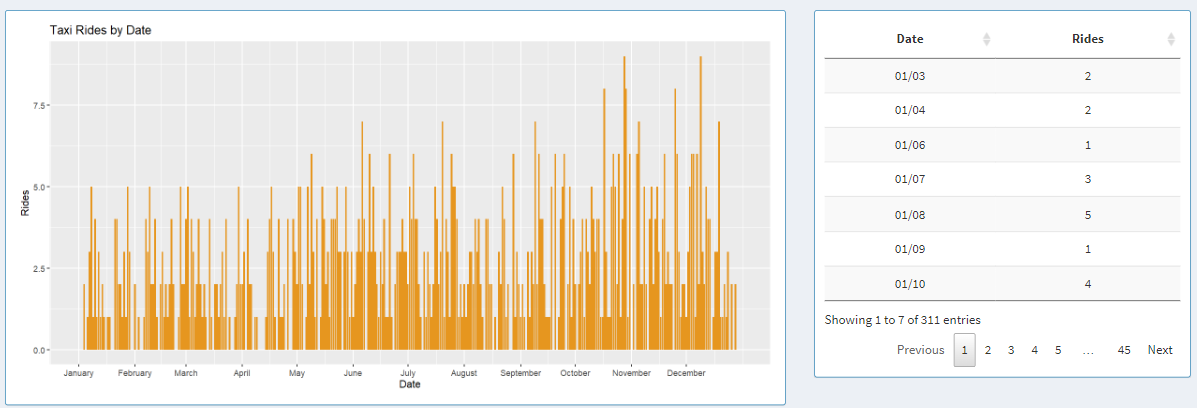 Taxi Rides by Date
Rides
7.5
5.0
2.5
0.0
January February March April May June July August September October November December
Date
Date Rides
01/03 2
01/04 2
01/06 1
01/07 3
01/08 5
01/09 1
01/10 4
Showing 1 to 7 of 311 entries
Previous 1 2 3 4 5 … 45 Next